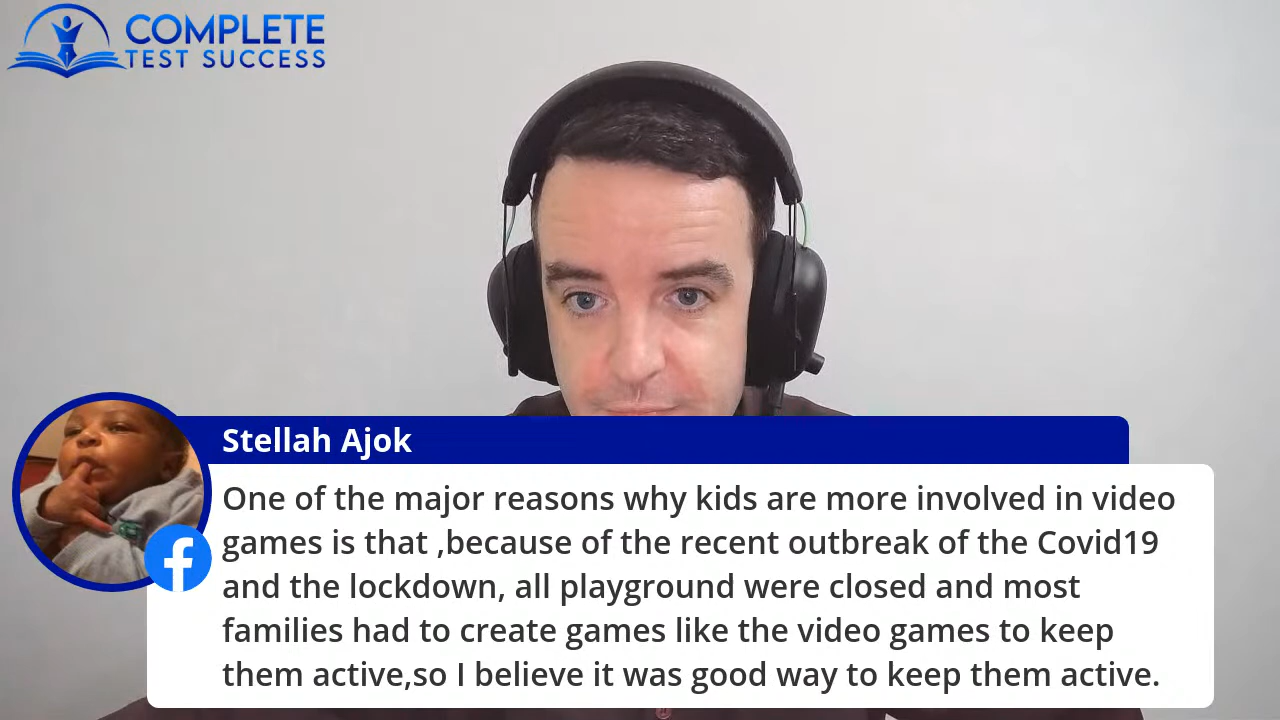 COMPLETE
TEST SUCCESS
Stellah Ajok
One of the major reasons why kids are more involved in video
games is that ,because of the recent outbreak of the Covid19
and the lockdown, all playground were closed and most
families had to create games like the video games to keep
them active,so I believe it was good way to keep them active.